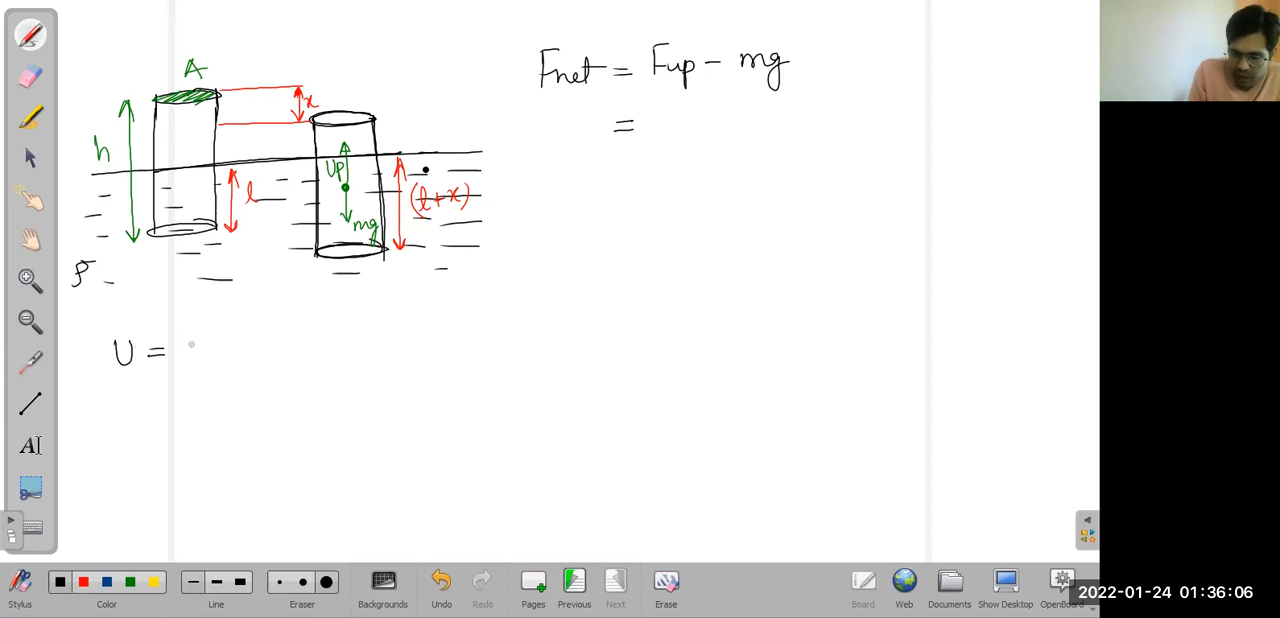 A
Fnet = Fup - mg
x
=
h
UP
l
(l+x)
mg
ρ
U =
AI
Stylus
Color
Line
Eraser
Backgrounds
Undo
Redo
Pages
Previous
Next
Erase
Board
Web
Documents
Show Desktop
OpenBoard
2022-01-24 01:36:06